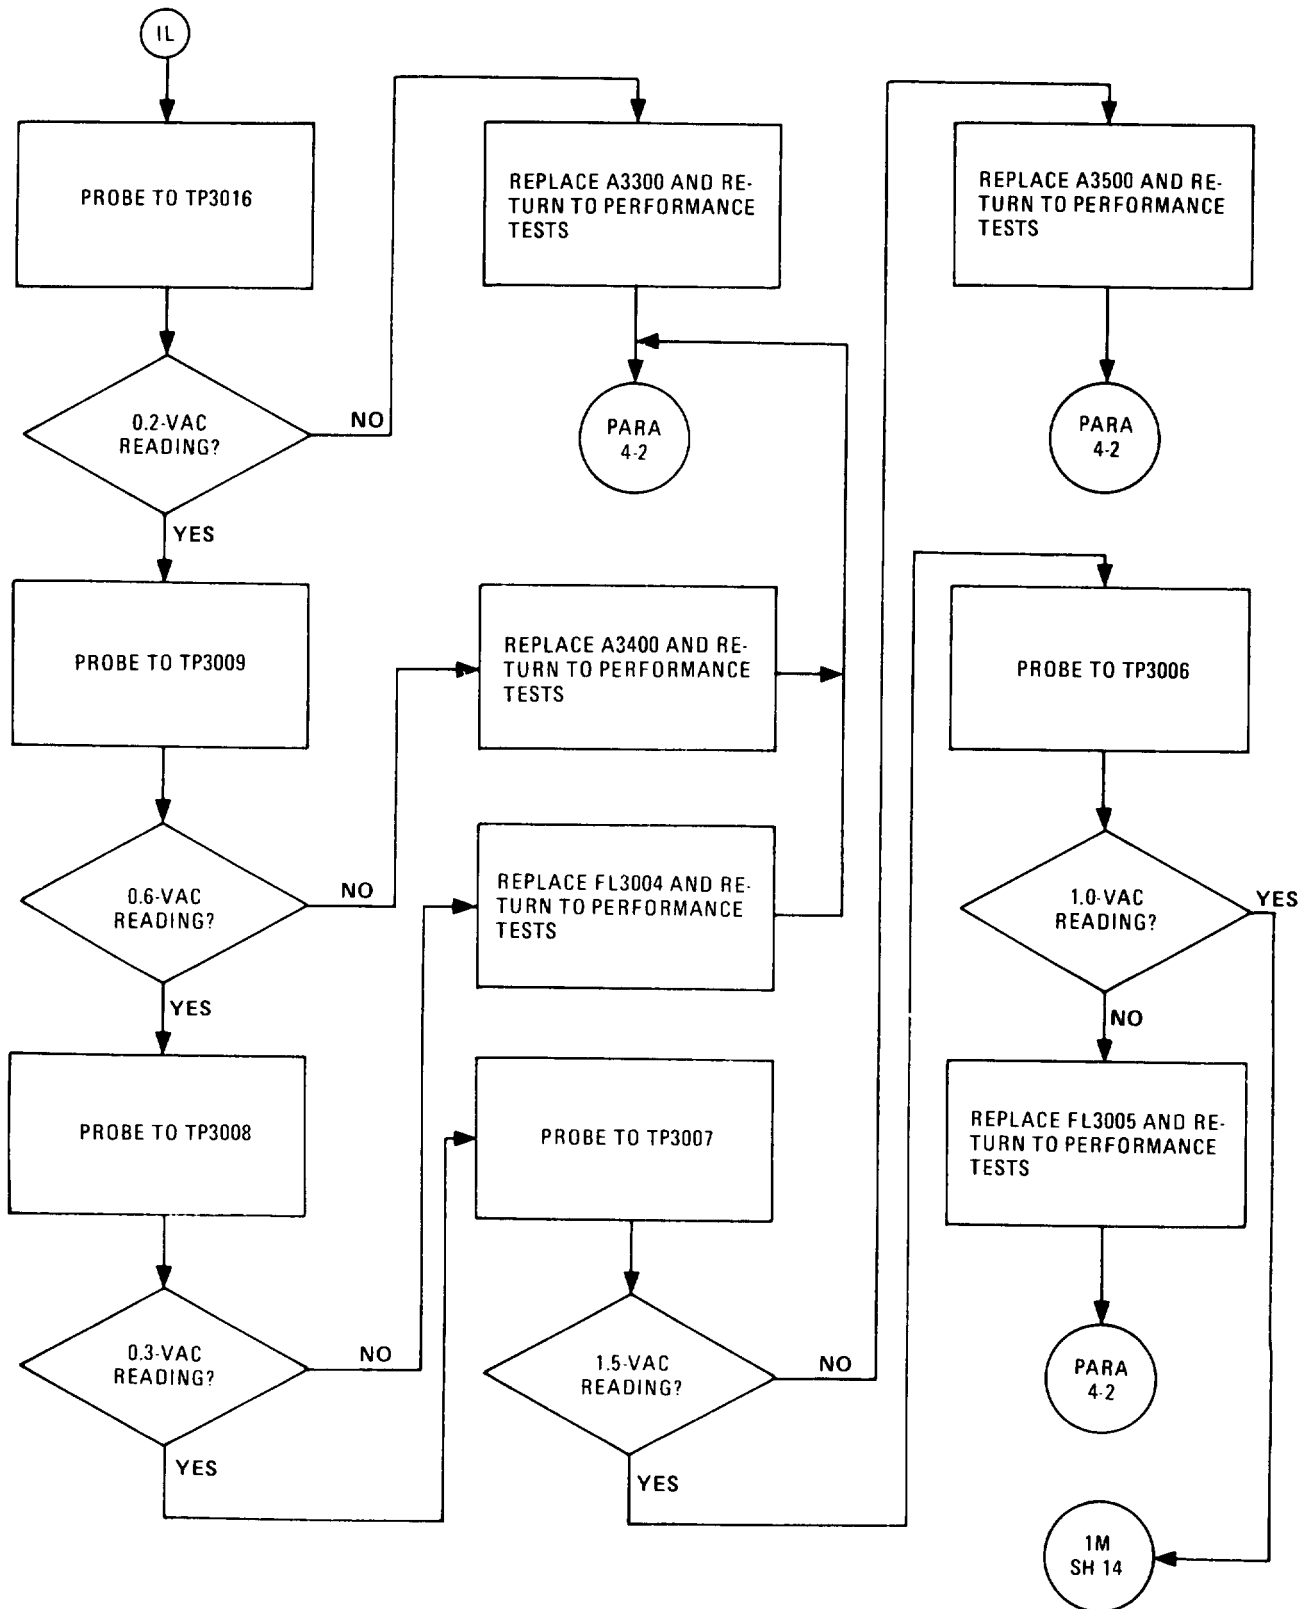 IL
PROBE TO TP3016
0.2-VAC
READING?
NO
YES
REPLACE A3300 AND RE-
TURN TO PERFORMANCE
TESTS
PARA
4-2
PROBE TO TP3009
0.6-VAC
READING?
NO
YES
REPLACE A3400 AND RE-
TURN TO PERFORMANCE
TESTS
PROBE TO TP3008
0.3-VAC
READING?
NO
YES
REPLACE FL3004 AND RE-
TURN TO PERFORMANCE
TESTS
PROBE TO TP3007
1.5-VAC
READING?
NO
YES
REPLACE A3500 AND RE-
TURN TO PERFORMANCE
TESTS
PARA
4-2
PROBE TO TP3006
1.0-VAC
READING?
YES
NO
REPLACE FL3005 AND RE-
TURN TO PERFORMANCE
TESTS
PARA
4-2
1M
SH 14